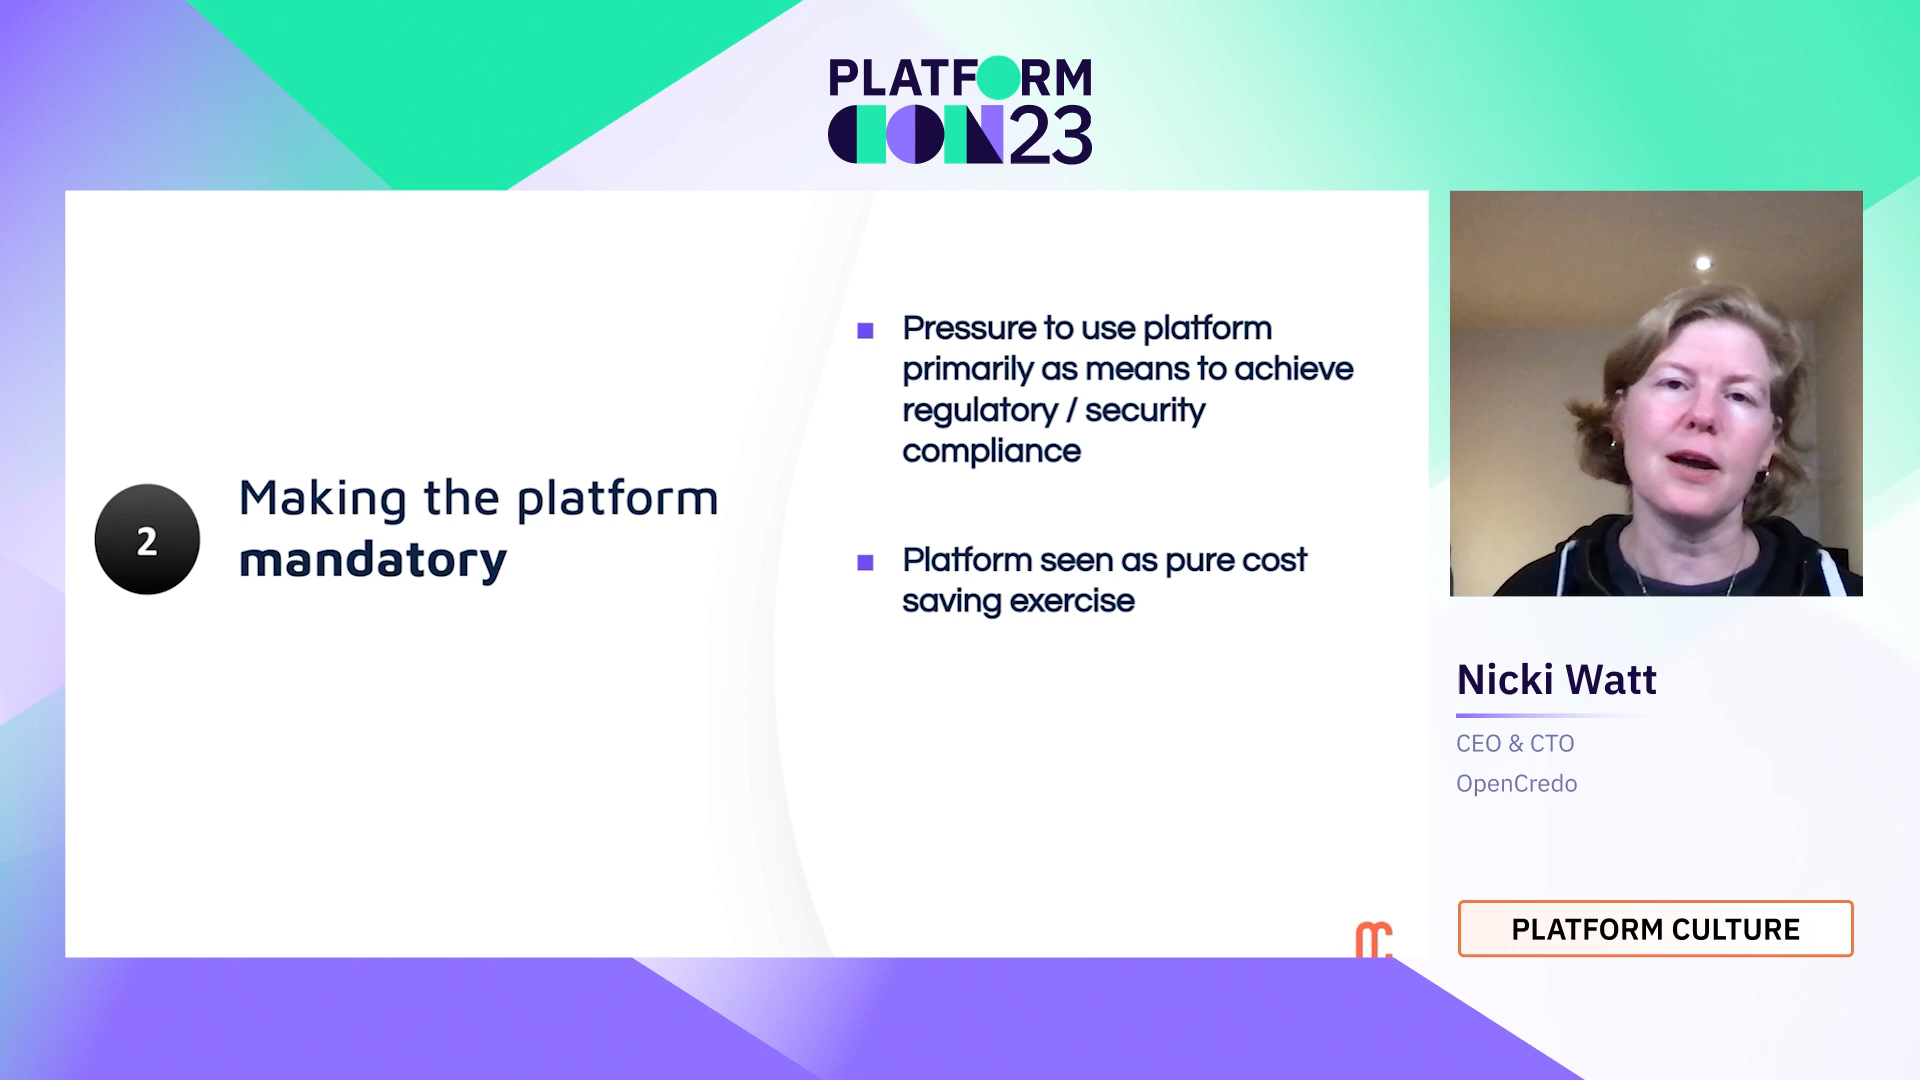 PLATFORM
CON23
2
Making the platform
mandatory
■ Pressure to use platform
primarily as means to achieve
regulatory / security
compliance
■ Platform seen as pure cost
saving exercise
Nicki Watt
CEO & CTO
OpenCredo
PLATFORM CULTURE